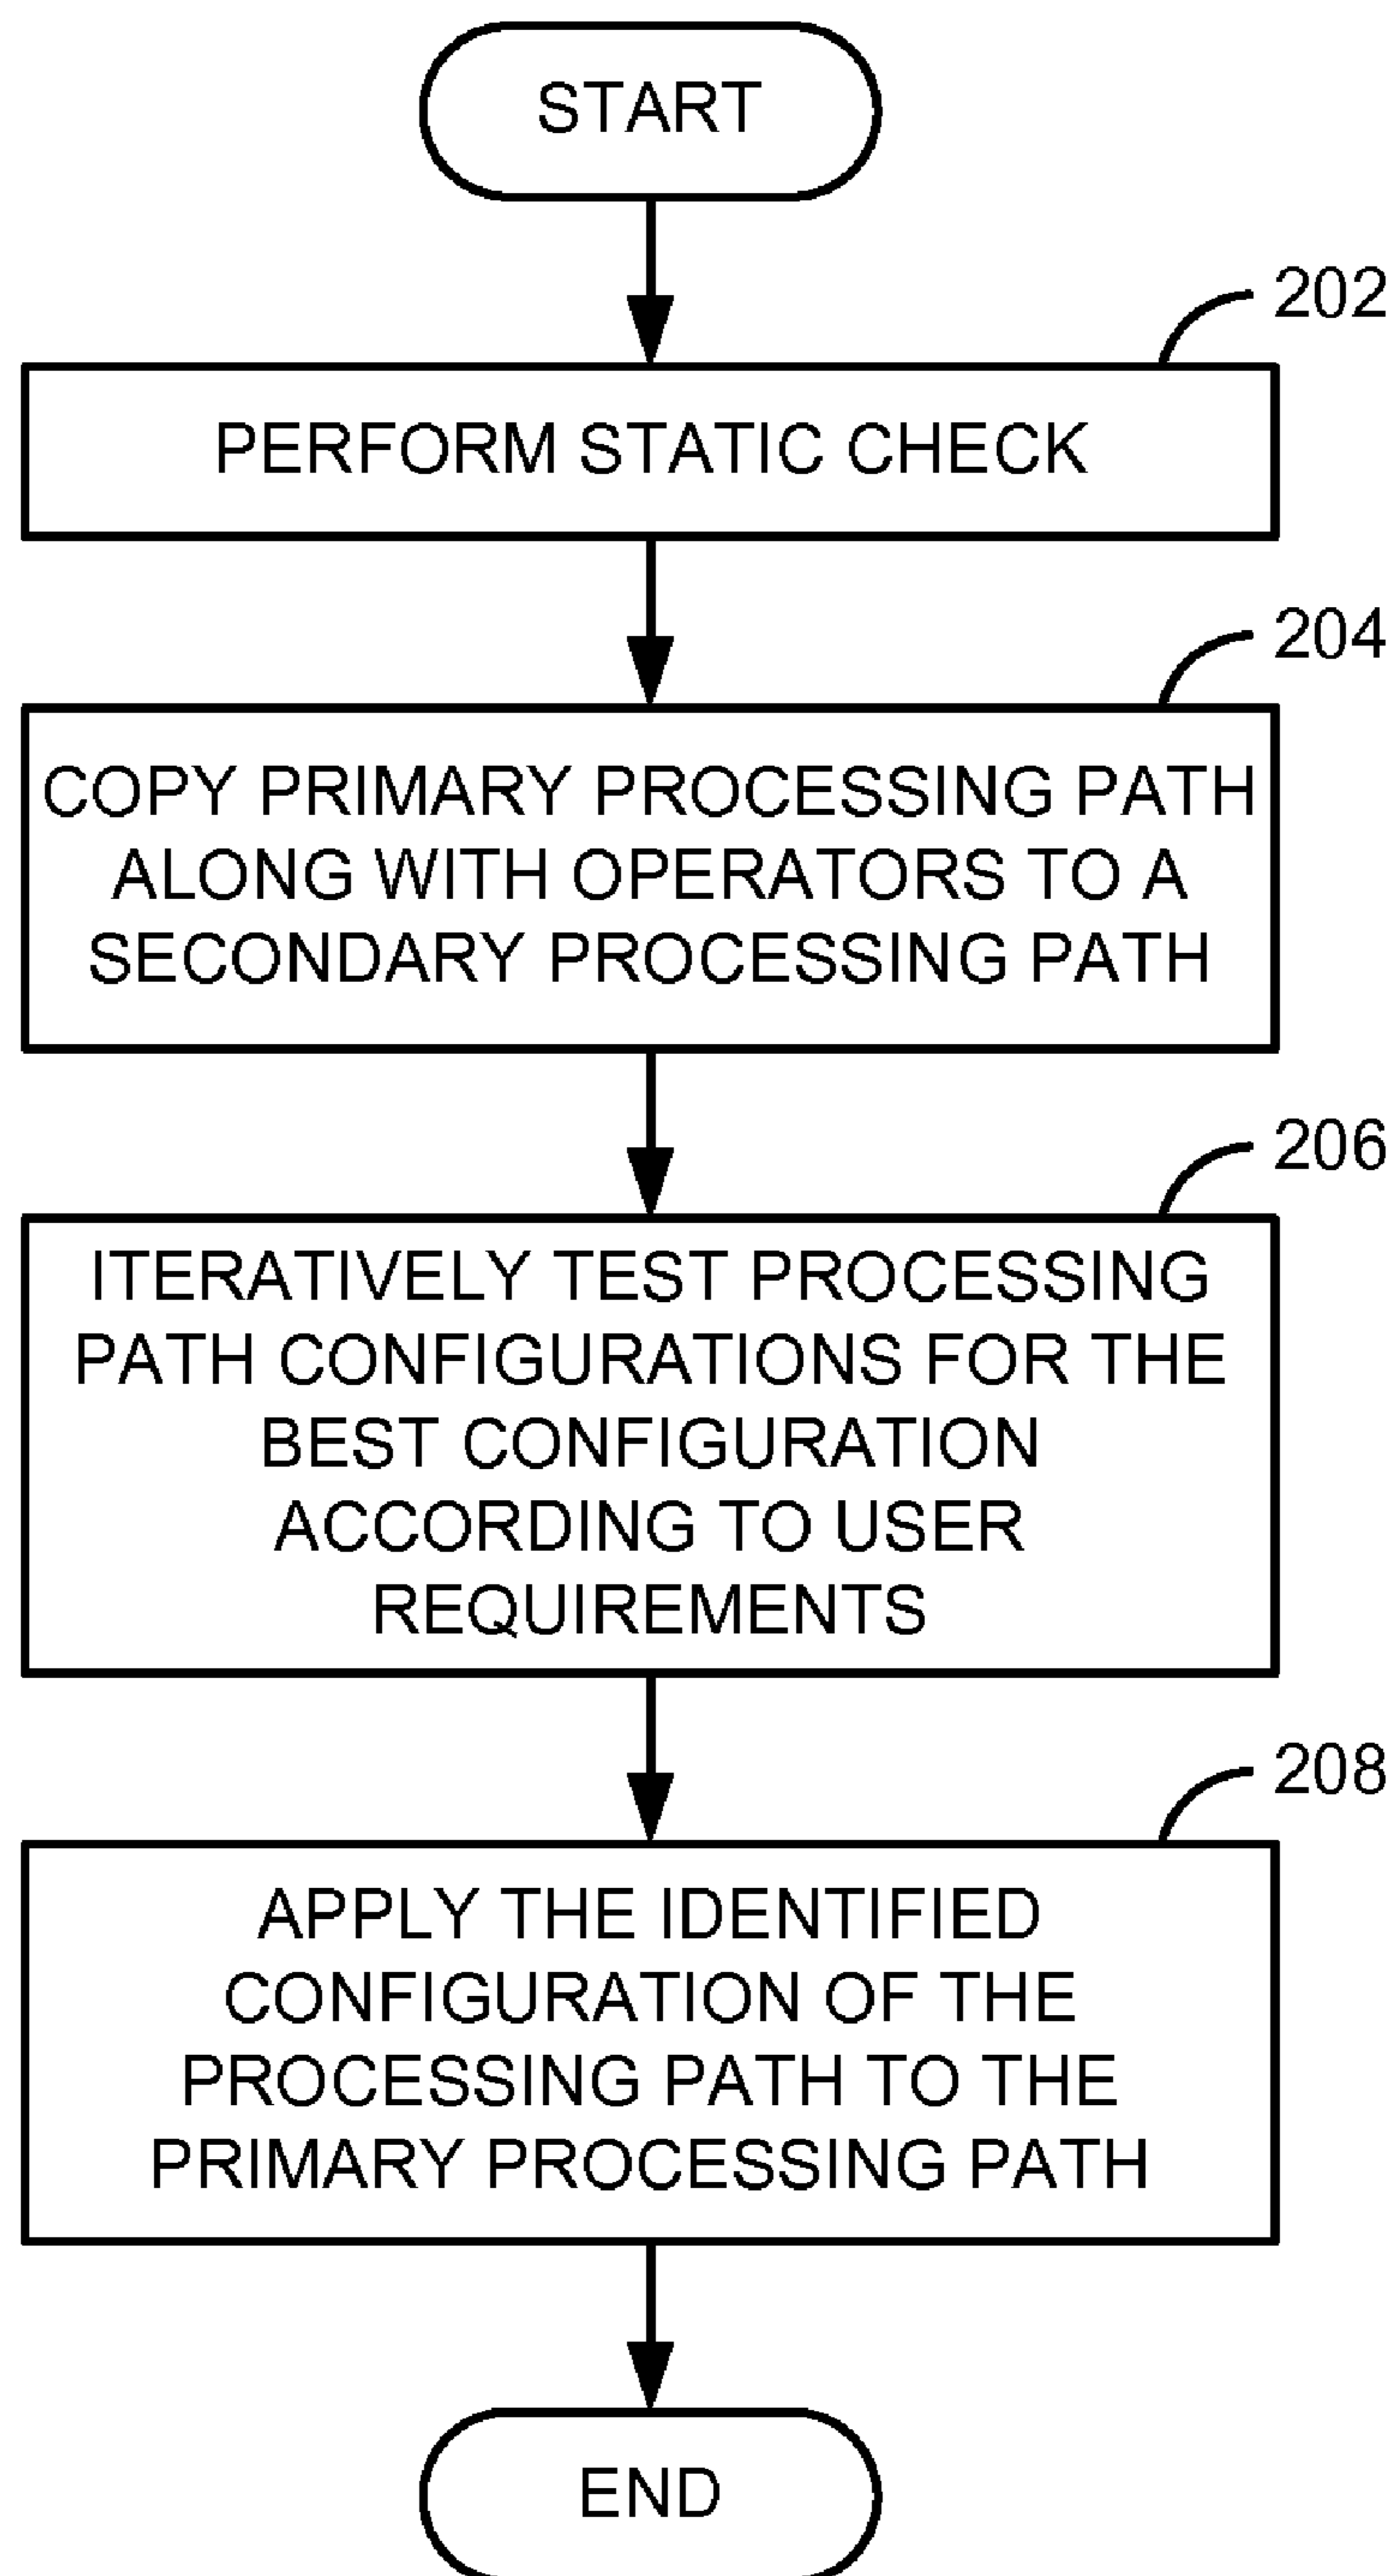 START
202
PERFORM STATIC CHECK
204
COPY PRIMARY PROCESSING PATH
ALONG WITH OPERATORS TO A
SECONDARY PROCESSING PATH
206
ITERATIVELY TEST PROCESSING
PATH CONFIGURATIONS FOR THE
BEST CONFIGURATION
ACCORDING TO USER
REQUIREMENTS
208
APPLY THE IDENTIFIED
CONFIGURATION OF THE
PROCESSING PATH TO THE
PRIMARY PROCESSING PATH
END